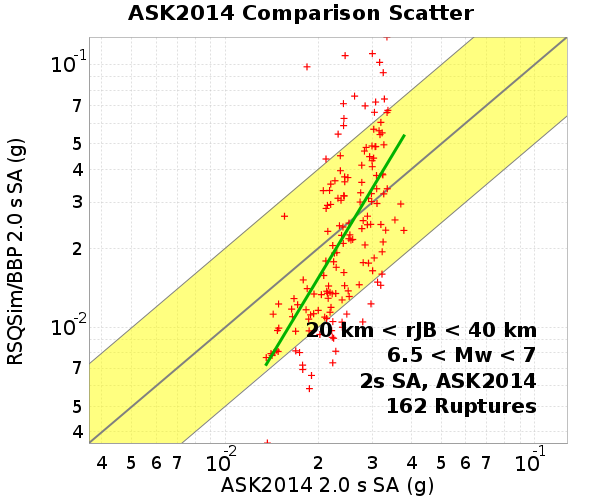 ASK2014 Comparison Scatter
RSQSim/BBP 2.0 s SA (g)
10-1
7
5
4
3
2
10-2
7
5
4
20 km < rJB < 40 km
6.5 < Mw < 7
2s SA, ASK2014
162 Ruptures
4 5 6 7 10-2 2 3 4 5 6 7 10-1
ASK2014 2.0 s SA (g)